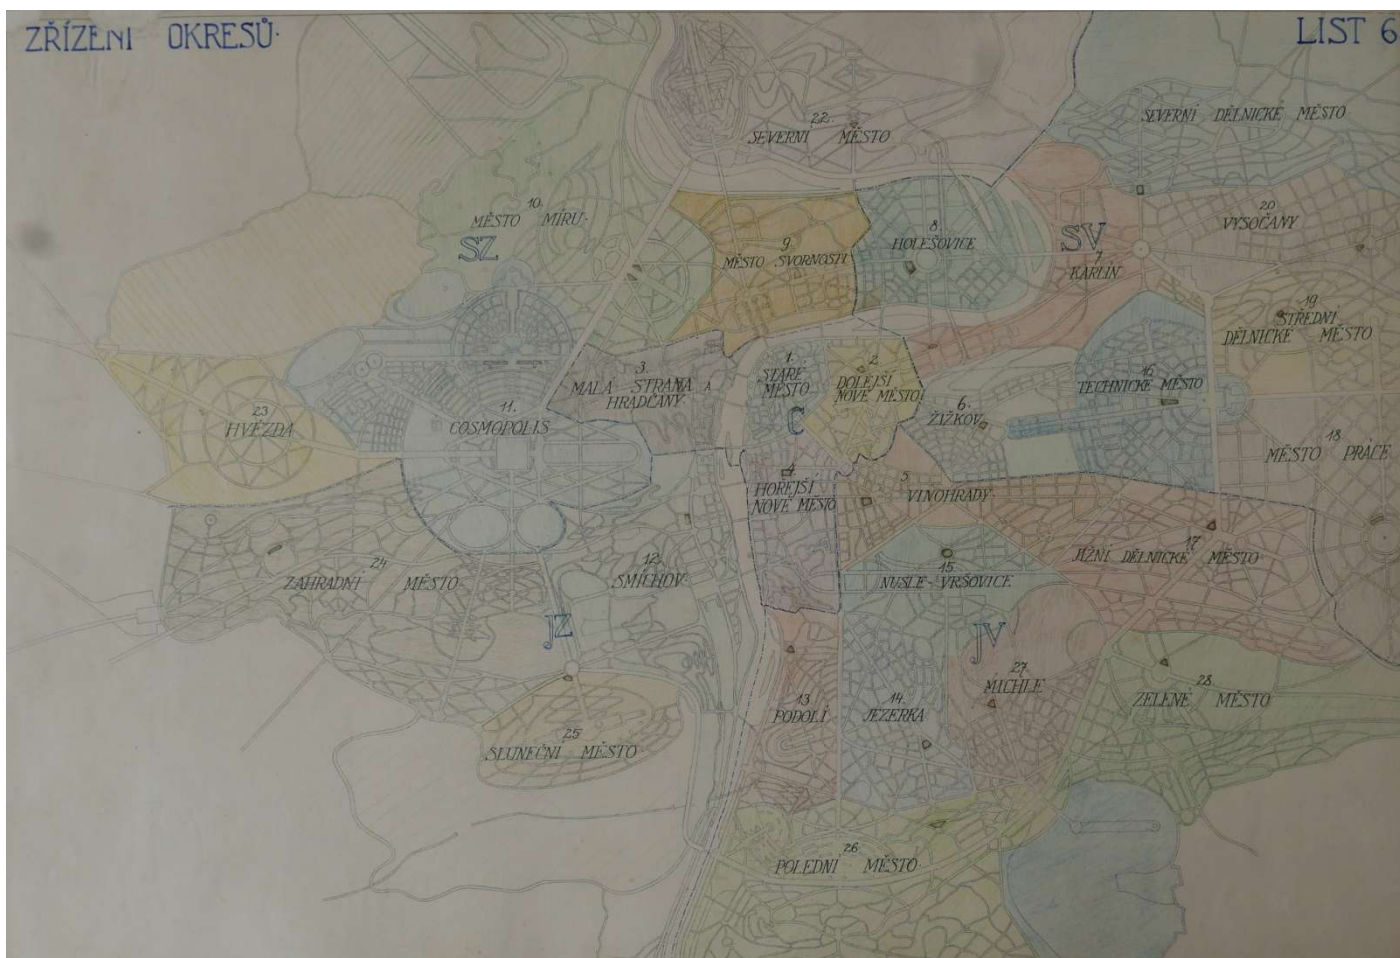 ZŘÍZENI OKRESŮ·
LIST 6
22.
SEVERNÍ MĚSTO
SEVERNÍ DĚLNICKÉ MĚSTO
10.
MĚSTO MÍRU·
SZ
9
MĚSTO SVORNOSTI
8
HOLEŠOVICE
SV
7
KARLÍN
20
VYSOČANY
19
STŘEDNÍ
DĚLNICKÉ MĚSTO
3.
MALÁ STRANA A
HRADČANY
1.
STARÉ
MĚSTO
2.
DOLEJŠÍ
NOVÉ MĚSTO
16
TECHNICKÉ MĚSTO
23
HVĚZDA
11.
COSMOPOLIS
C
6.
ŽIŽKOV
18
MĚSTO PRÁCE
4.
HOŘEJŠÍ
NOVÉ MĚSTO
5.
VINOHRADY
24
ZAHRADNÍ MĚSTO
12.
SMÍCHOV
15
NUSLE-VRŠOVICE
17
JIŽNÍ DĚLNICKÉ MĚSTO
JZ
JV
13
PODOLÍ
14.
JEZERKA
27.
MICHLE
28
ZELENÉ MĚSTO
25
SLUNEČNÍ MĚSTO
26
POLEDNÍ MĚSTO